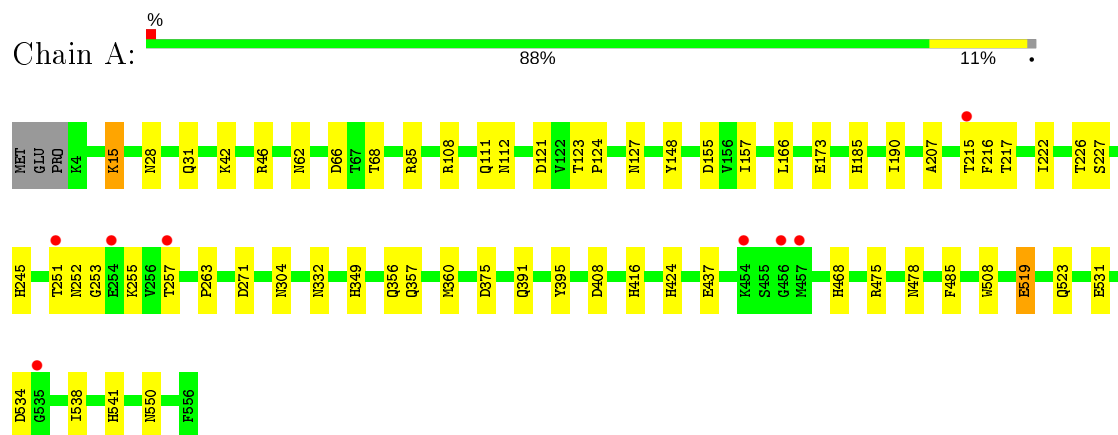 %
Chain A:
88%
11%
•
MET GLU PRO K4 K15 N28 Q31 K42 R46 N62 D66 T67 T68 R85 R108 Q111 N112 D121 V122 T123 P124 N127 Y148 D155 V156 I157 L166 E173 H185 I190 A207 T215 F216 T217 I222 T226 S227
H245 T251 N252 G253 E254 K255 V256 T257 P263 D271 N304 N332 H349 Q356 Q357 M360 D375 Q391 Y395 D408 H416 H424 E437 K454 S455 G456 M457 H468 R475 N478 F485 W508 E519 Q523 E531
D534 G535 I538 H541 N550 F556